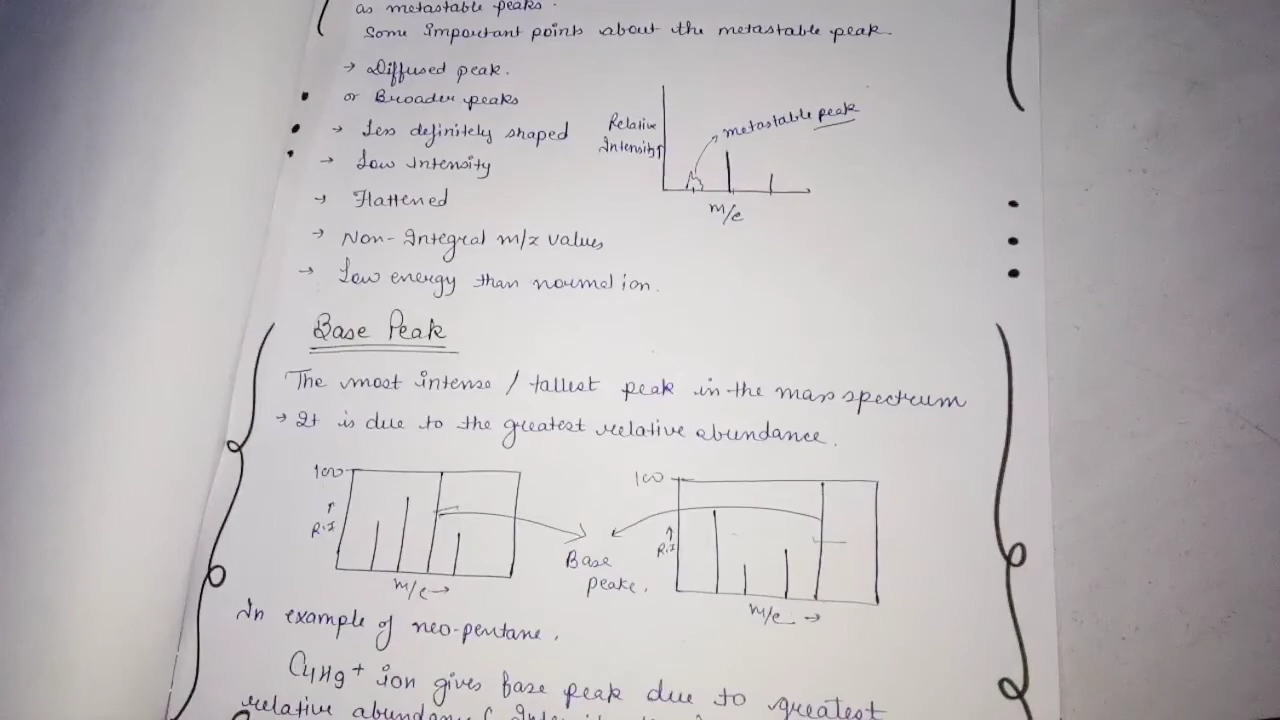 as metastable peaks.
Some Important points about the metastable peak.
→ Diffused peak.
or Broader peaks
→ Less definitely shaped
→ Low Intensity
→ Flattened
→ Non-Integral m/z values
→ Low energy than normal ion.
Relative
Intensity↑
metastable peak
m/e
Base Peak
The most intense / tallest peak in the mass spectrum
→ It is due to the greatest relative abundance.
100
↑
R.I
m/e→
Base
peake.
100
↑
R.I
m/e →
In example of neo-pentane.
C4H9+ ion gives base peak due to greatest
relative